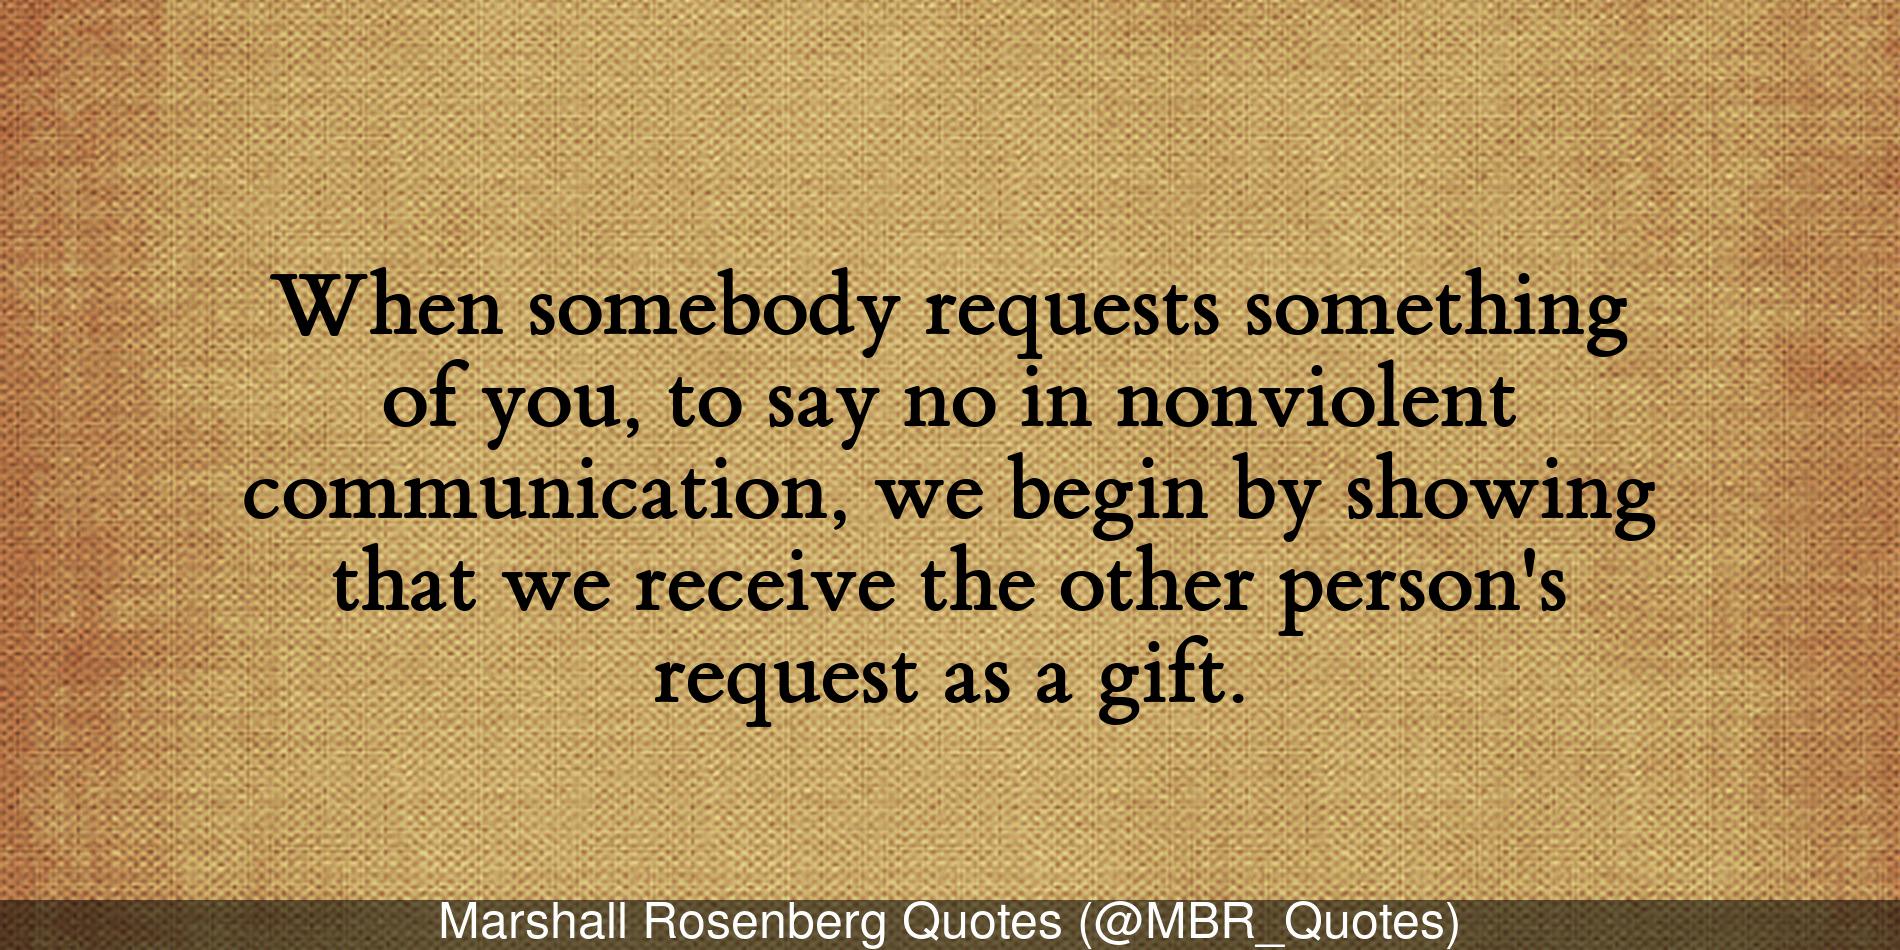 When somebody requests something
of you, to say no in nonviolent
communication, we begin by showing
that we receive the other person's
request as a gift.
Marshall Rosenberg Quotes (@MBR_Quotes)